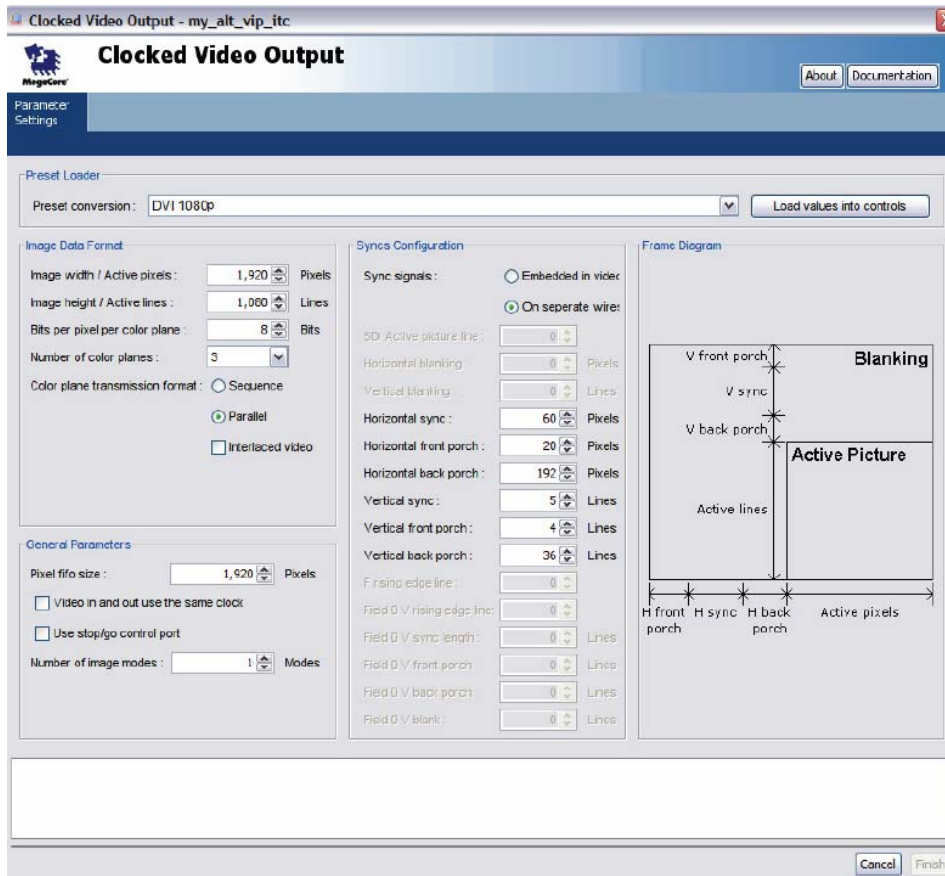 Clocked Video Output - my_alt_vip_itc
MegaCore'
Clocked Video Output
About
Documentation
Parameter
Settings
Preset Loader
Preset conversion : DVI 1080p
Load values into controls
Image Data Format
Image width / Active pixels : 1,920 Pixels
Image height / Active lines : 1,080 Lines
Bits per pixel per color plane : 8 Bits
Number of color planes : 3
Color plane transmission format : Sequence
Parallel
Interlaced video
General Parameters
Pixel fifo size : 1,920 Pixels
Video in and out use the same clock
Use stop/go control port
Number of image modes : 1 Modes
Syncs Configuration
Sync signals : Embedded in video
On seperate wires
SDI Active picture line : 0
Horizontal blanking 0 Pixels
Vertical blanking : 0 Lines
Horizontal sync : 60 Pixels
Horizontal front porch : 20 Pixels
Horizontal back porch : 192 Pixels
Vertical sync : 5 Lines
Vertical front porch : 4 Lines
Vertical back porch : 36 Lines
F rising edge line : 0
Field 0 V rising edge line: 0
Field 0 V sync length : 0 Lines
Field 0 V front porch 0 Lines
Field 0 V back porch 0 Lines
Field 0 V blank : 0 Lines
Frame Diagram
V front porch
Blanking
V sync
V back porch
Active Picture
Active lines
H front porch
H sync
H back porch
Active pixels
Cancel
Finish